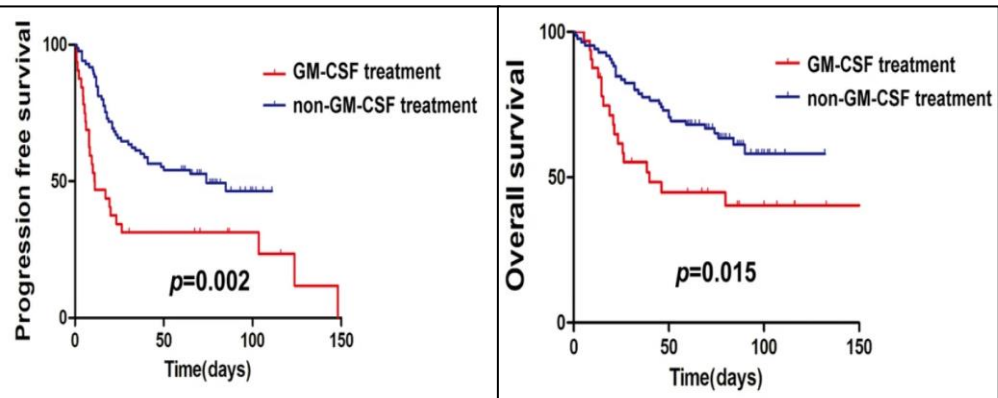 Progression free survival
100
50
0
GM-CSF treatment
non-GM-CSF treatment
p=0.002
0 50 100 150
Time(days)
Overall survival
100
50
0
GM-CSF treatment
non-GM-CSF treatment
p=0.015
0 50 100 150
Time(days)